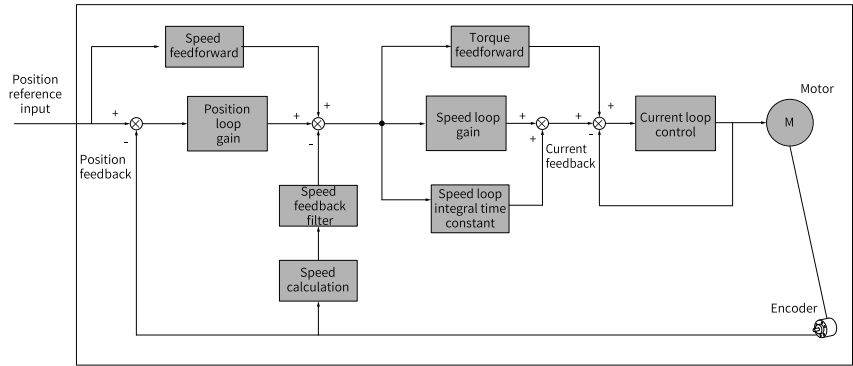 Speed
feedforward
Torque
feedforward
Position
reference
input
Motor
+
+
+
Position
loop
gain
+
Speed loop
gain
+
+
Current loop
control
M
-
-
+
-
Position
feedback
Current
feedback
Speed
feedback
filter
Speed loop
integral time
constant
Speed
calculation
Encoder